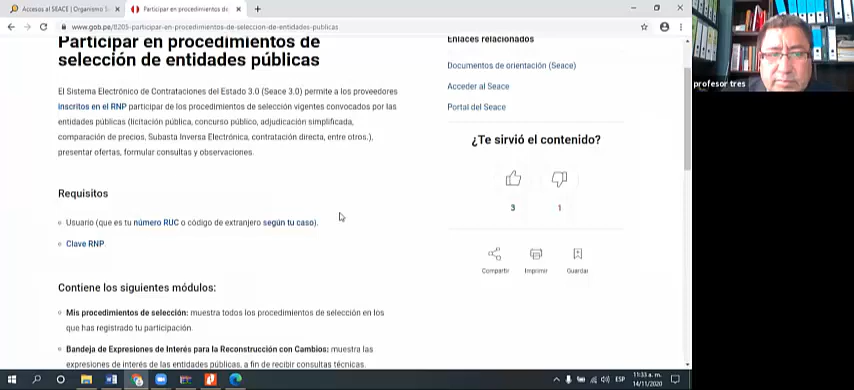 Accesos al SEACE | Organismo S
Participar en procedimientos de
www.gob.pe/8205-participar-en-procedimientos-de-seleccion-de-entidades-publicas
Participar en procedimientos de
selección de entidades públicas
El Sistema Electrónico de Contrataciones del Estado 3.0 (Seace 3.0) permite a los proveedores
inscritos en el RNP participar de los procedimientos de selección vigentes convocados por las
entidades públicas (licitación pública, concurso público, adjudicación simplificada,
comparación de precios, Subasta Inversa Electrónica, contratación directa, entre otros.),
presentar ofertas, formular consultas y observaciones.
Requisitos
Usuario (que es tu número RUC o código de extranjero según tu caso).
Clave RNP.
Contiene los siguientes módulos:
Mis procedimientos de selección: muestra todos los procedimientos de selección en los
que has registrado tu participación.
Bandeja de Expresiones de Interés para la Reconstrucción con Cambios: muestra las
expresiones de interés de las entidades públicas, a fin de recibir consultas técnicas.
Enlaces relacionados
Documentos de orientación (Seace)
Acceder al Seace
Portal del Seace
¿Te sirvió el contenido?
3 1
Compartir Imprimir Guardar
profesor tres
ESP
11:33 a. m.
14/11/2020